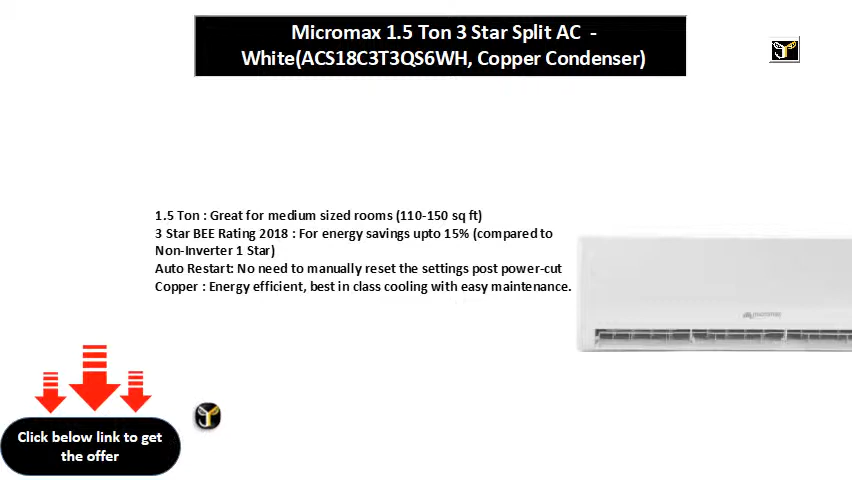 Micromax 1.5 Ton 3 Star Split AC -
White(ACS18C3T3QS6WH, Copper Condenser)
1.5 Ton : Great for medium sized rooms (110-150 sq ft)
3 Star BEE Rating 2018 : For energy savings upto 15% (compared to
Non-Inverter 1 Star)
Auto Restart: No need to manually reset the settings post power-cut
Copper : Energy efficient, best in class cooling with easy maintenance.
micromax
Click below link to get
the offer